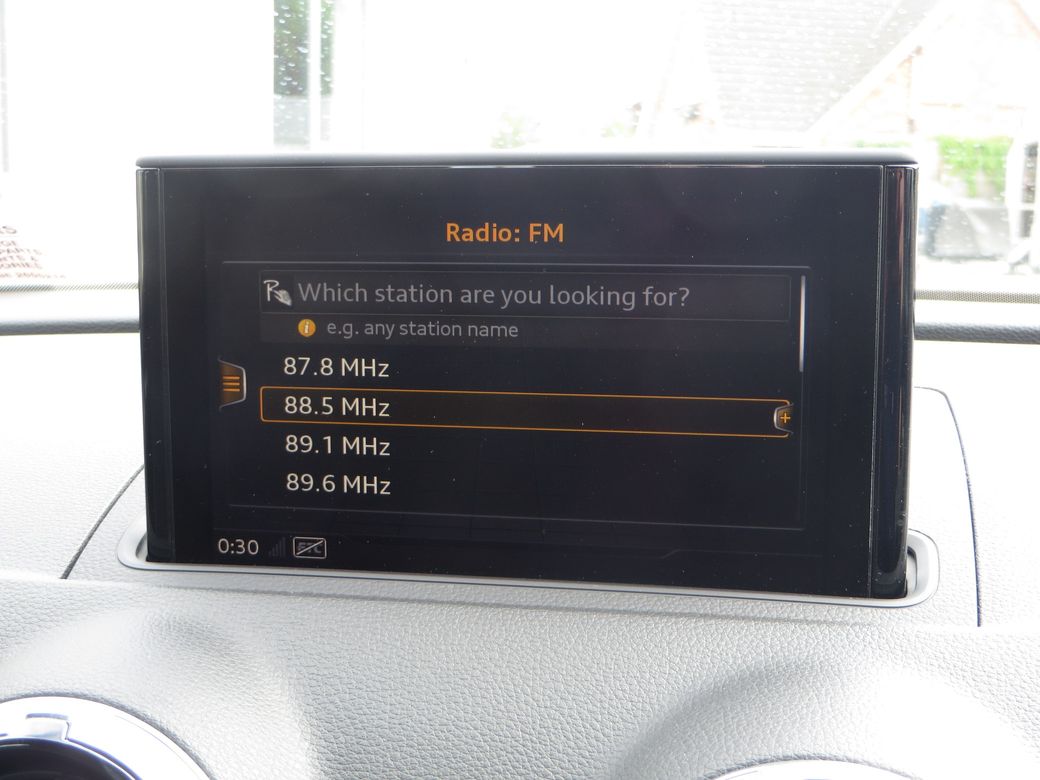 Radio: FM
Which station are you looking for?
i e.g. any station name
87.8 MHz
88.5 MHz
+
89.1 MHz
89.6 MHz
0:30 ETC